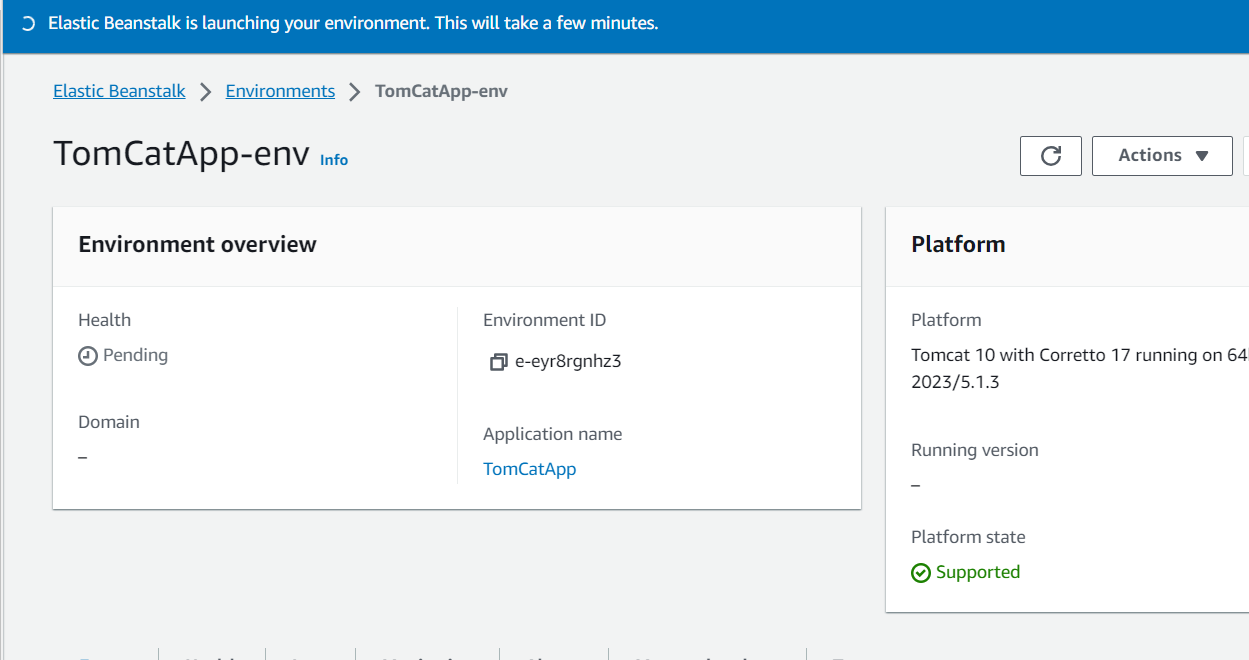 Elastic Beanstalk is launching your environment. This will take a few minutes.
Elastic Beanstalk > Environments > TomCatApp-env
TomCatApp-env Info
Actions ▼
Environment overview
Health
Pending
Domain
–
Environment ID
e-eyr8rgnhz3
Application name
TomCatApp
Platform
Platform
Tomcat 10 with Corretto 17 running on
2023/5.1.3
Running version
–
Platform state
Supported